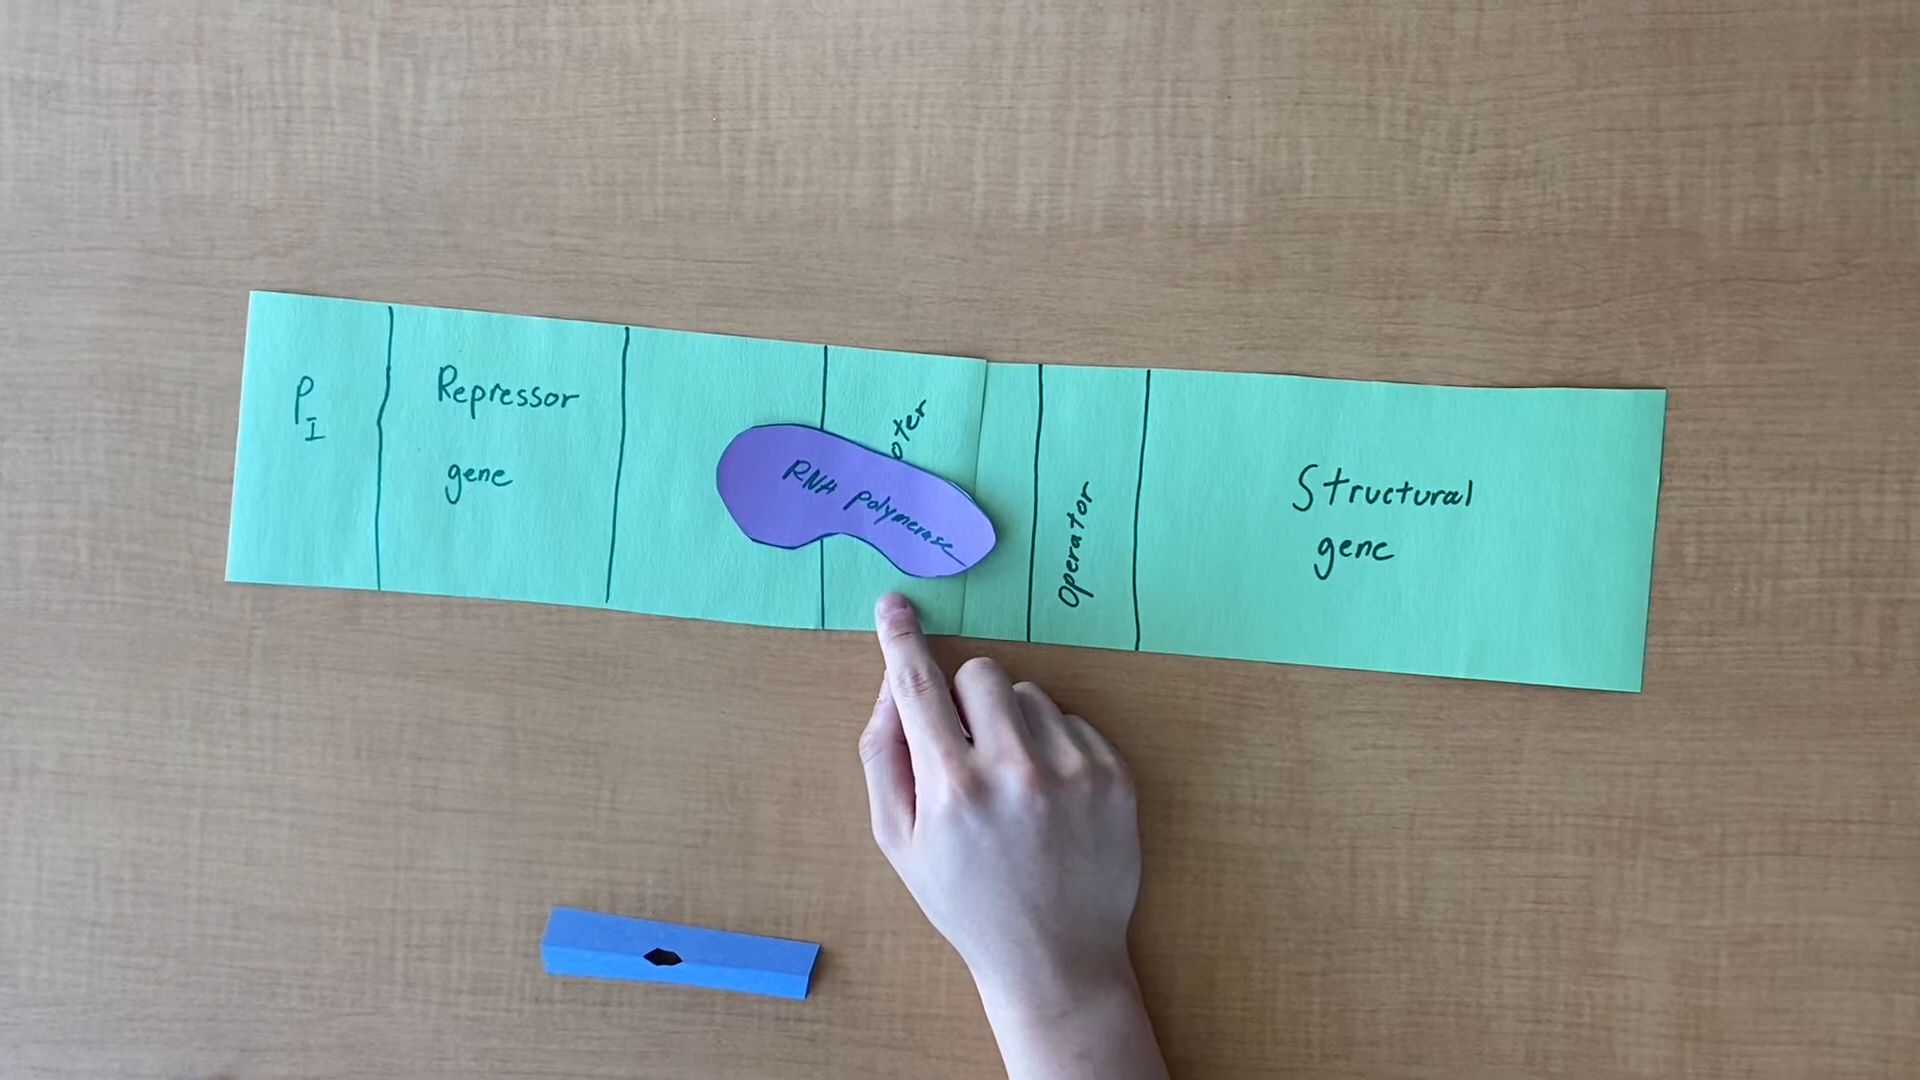 P
I
Repressor
gene
RNA polymerase
oter
Operator
Structural
gene